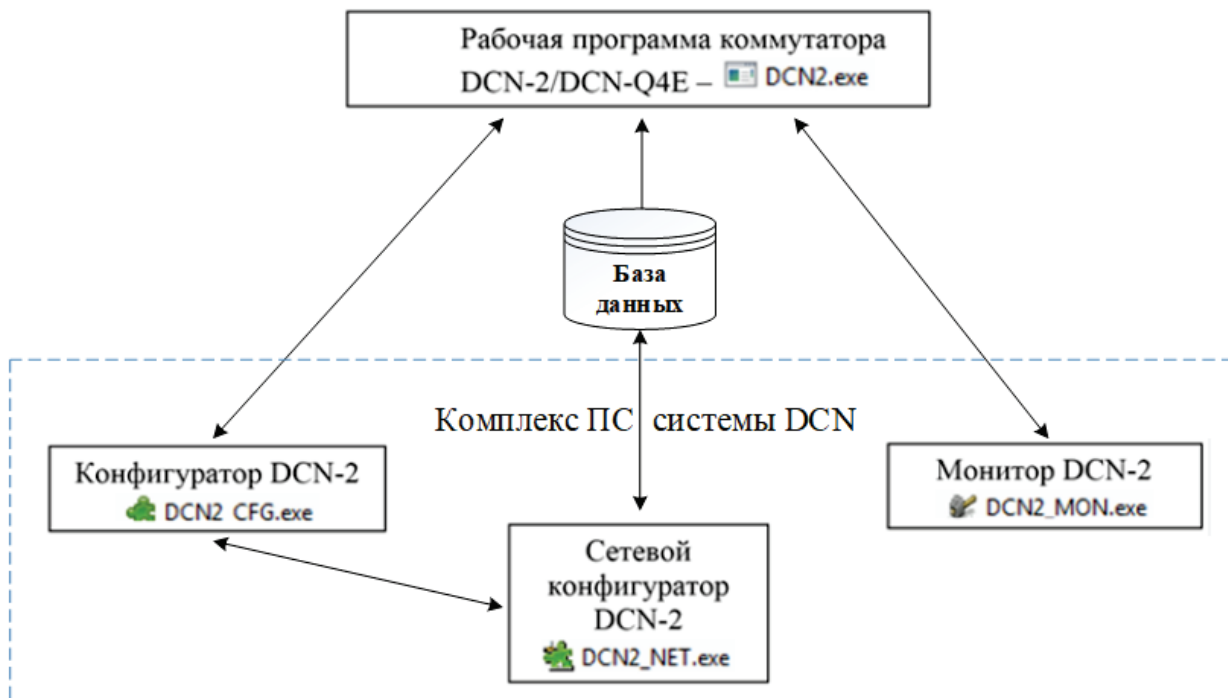 Рабочая программа коммутатора
DCN-2/DCN-Q4E – DCN2.exe
База
данных
Комплекс ПС системы DCN
Конфигуратор DCN-2
DCN2_CFG.exe
Монитор DCN-2
DCN2_MON.exe
Сетевой
конфигуратор
DCN-2
DCN2_NET.exe